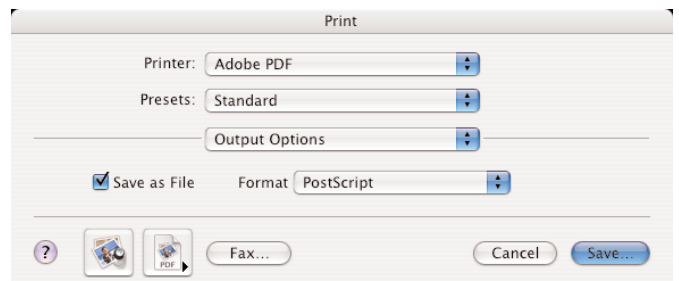 Print
Printer: Adobe PDF
Presets: Standard
Output Options
Save as File Format PostScript
? PDF Fax... Cancel Save...